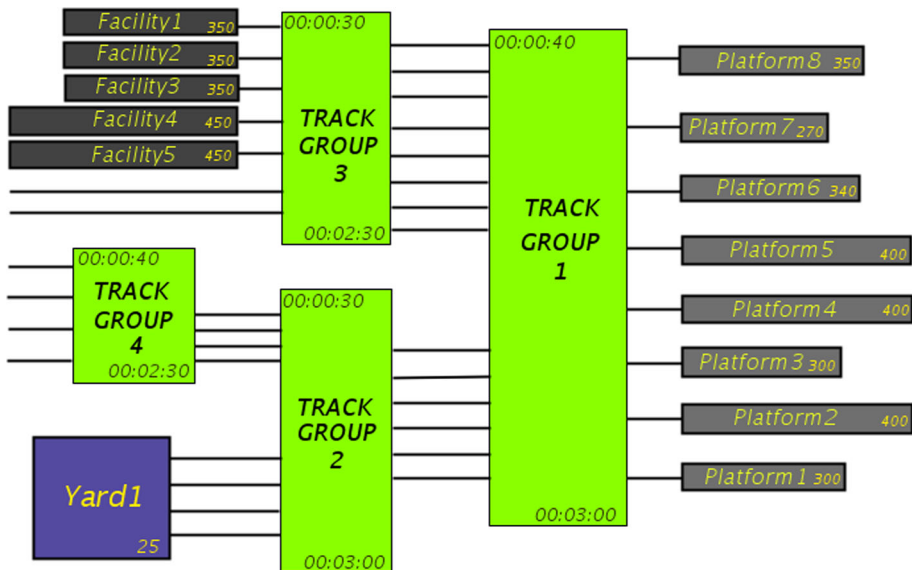 Facility1 350
Facility2 350
Facility3 350
Facility4 450
Facility5 450
00:00:30
TRACK
GROUP
3
00:02:30
00:00:40
TRACK
GROUP
4
00:02:30
00:00:30
TRACK
GROUP
2
00:03:00
Yard1
25
00:00:40
TRACK
GROUP
1
00:03:00
Platform8 350
Platform7 270
Platform6 340
Platform5 400
Platform4 400
Platform3 300
Platform2 400
Platform1 300